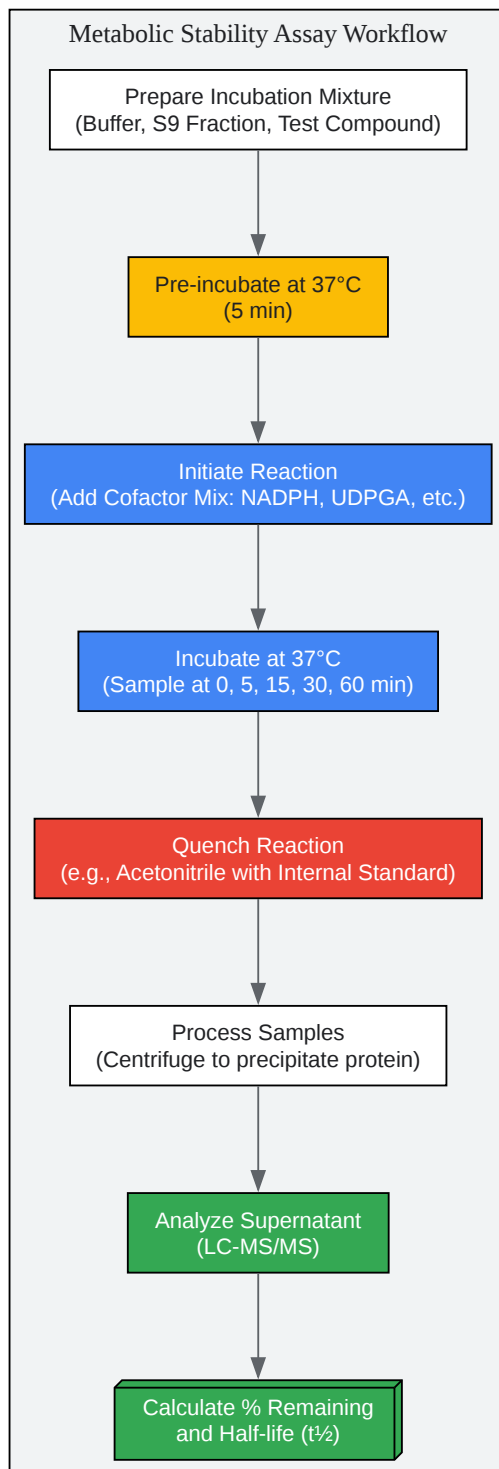 Metabolic Stability Assay Workflow
Prepare Incubation Mixture
(Buffer, S9 Fraction, Test Compound)
Pre-incubate at 37°C
(5 min)
Initiate Reaction
(Add Cofactor Mix: NADPH, UDPGA, etc.)
Incubate at 37°C
(Sample at 0, 5, 15, 30, 60 min)
Quench Reaction
(e.g., Acetonitrile with Internal Standard)
Process Samples
(Centrifuge to precipitate protein)
Analyze Supernatant
(LC-MS/MS)
Calculate % Remaining
and Half-life (t½)